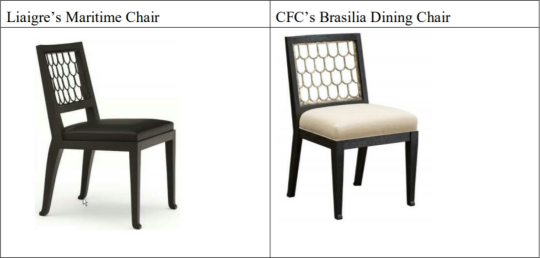 Liaigre's Maritime Chair
CFC's Brasilia Dining Chair